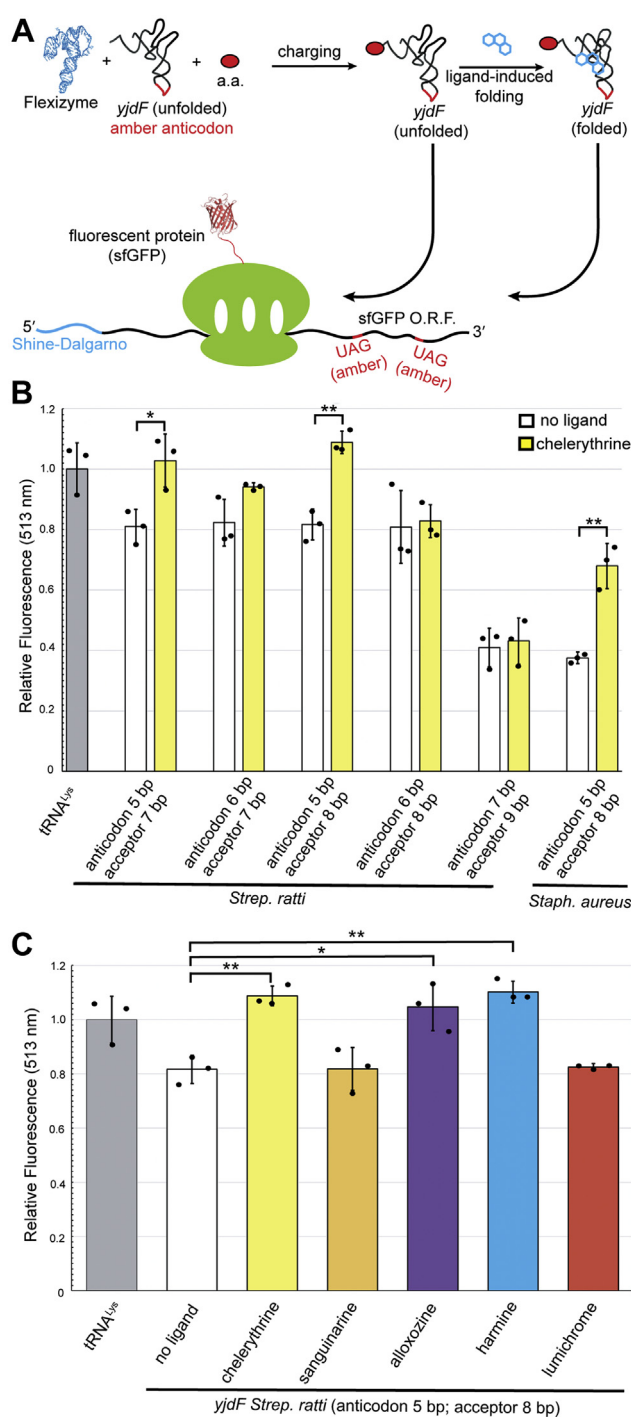 A
Flexizyme
+
yjdF (unfolded)
amber anticodon
+
a.a.
charging
yjdF
(unfolded)
ligand-induced
folding
yjdF
(folded)
fluorescent protein
(sfGFP)
5′
Shine-Dalgarno
sfGFP O.R.F.
3′
UAG
(amber)
UAG
(amber)
B
Relative Fluorescence (513 nm)
1.2
1.0
0.8
0.6
0.4
0.2
0
*
**
**
no ligand
chelerythrine
tRNALys
anticodon 5 bp
acceptor 7 bp
anticodon 6 bp
acceptor 7 bp
anticodon 5 bp
acceptor 8 bp
anticodon 6 bp
acceptor 8 bp
anticodon 7 bp
acceptor 9 bp
anticodon 5 bp
acceptor 8 bp
Strep. ratti
Staph. aureus
C
Relative Fluorescence (513 nm)
1.2
1.0
0.8
0.6
0.4
0.2
0
**
*
**
tRNALys
no ligand
chelerythrine
sanguinarine
alloxozine
harmine
lumichrome
yjdF Strep. ratti (anticodon 5 bp; acceptor 8 bp)